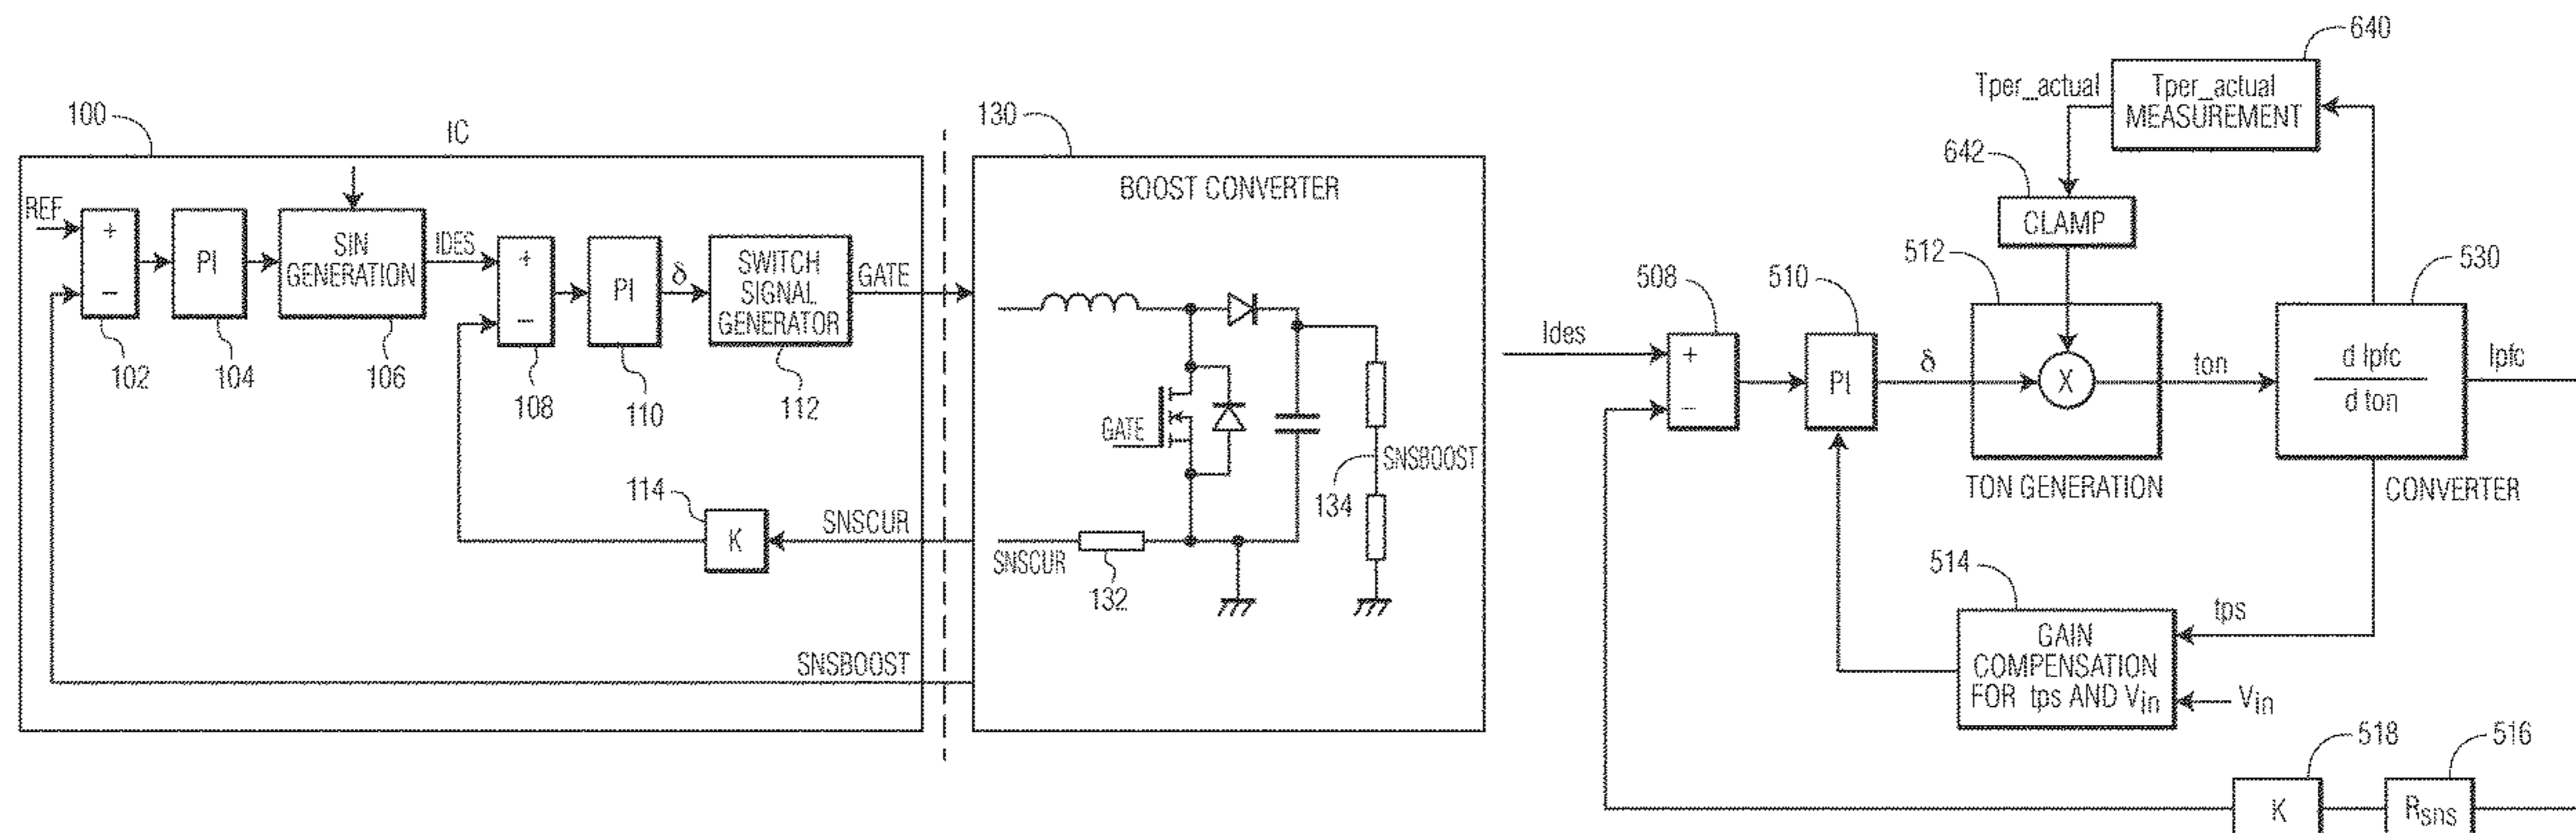 100
IC
REF
+
−
PI
SIN
GENERATION
IDES
+
−
PI
δ
SWITCH
SIGNAL
GENERATOR
GATE
102
104
106
108
110
112
114
K
SNSCUR
SNSBOOST
130
BOOST CONVERTER
GATE
SNSBOOST
134
SNSCUR
132
640
Tper_actual
Tper_actual
MEASUREMENT
642
CLAMP
512
508
510
530
Ides
+
−
PI
δ
X
ton
d Ipfc
d ton
Ipfc
TON GENERATION
CONVERTER
514
tps
GAIN
COMPENSATION
FOR tps AND Vin
Vin
518
516
K
Rsns